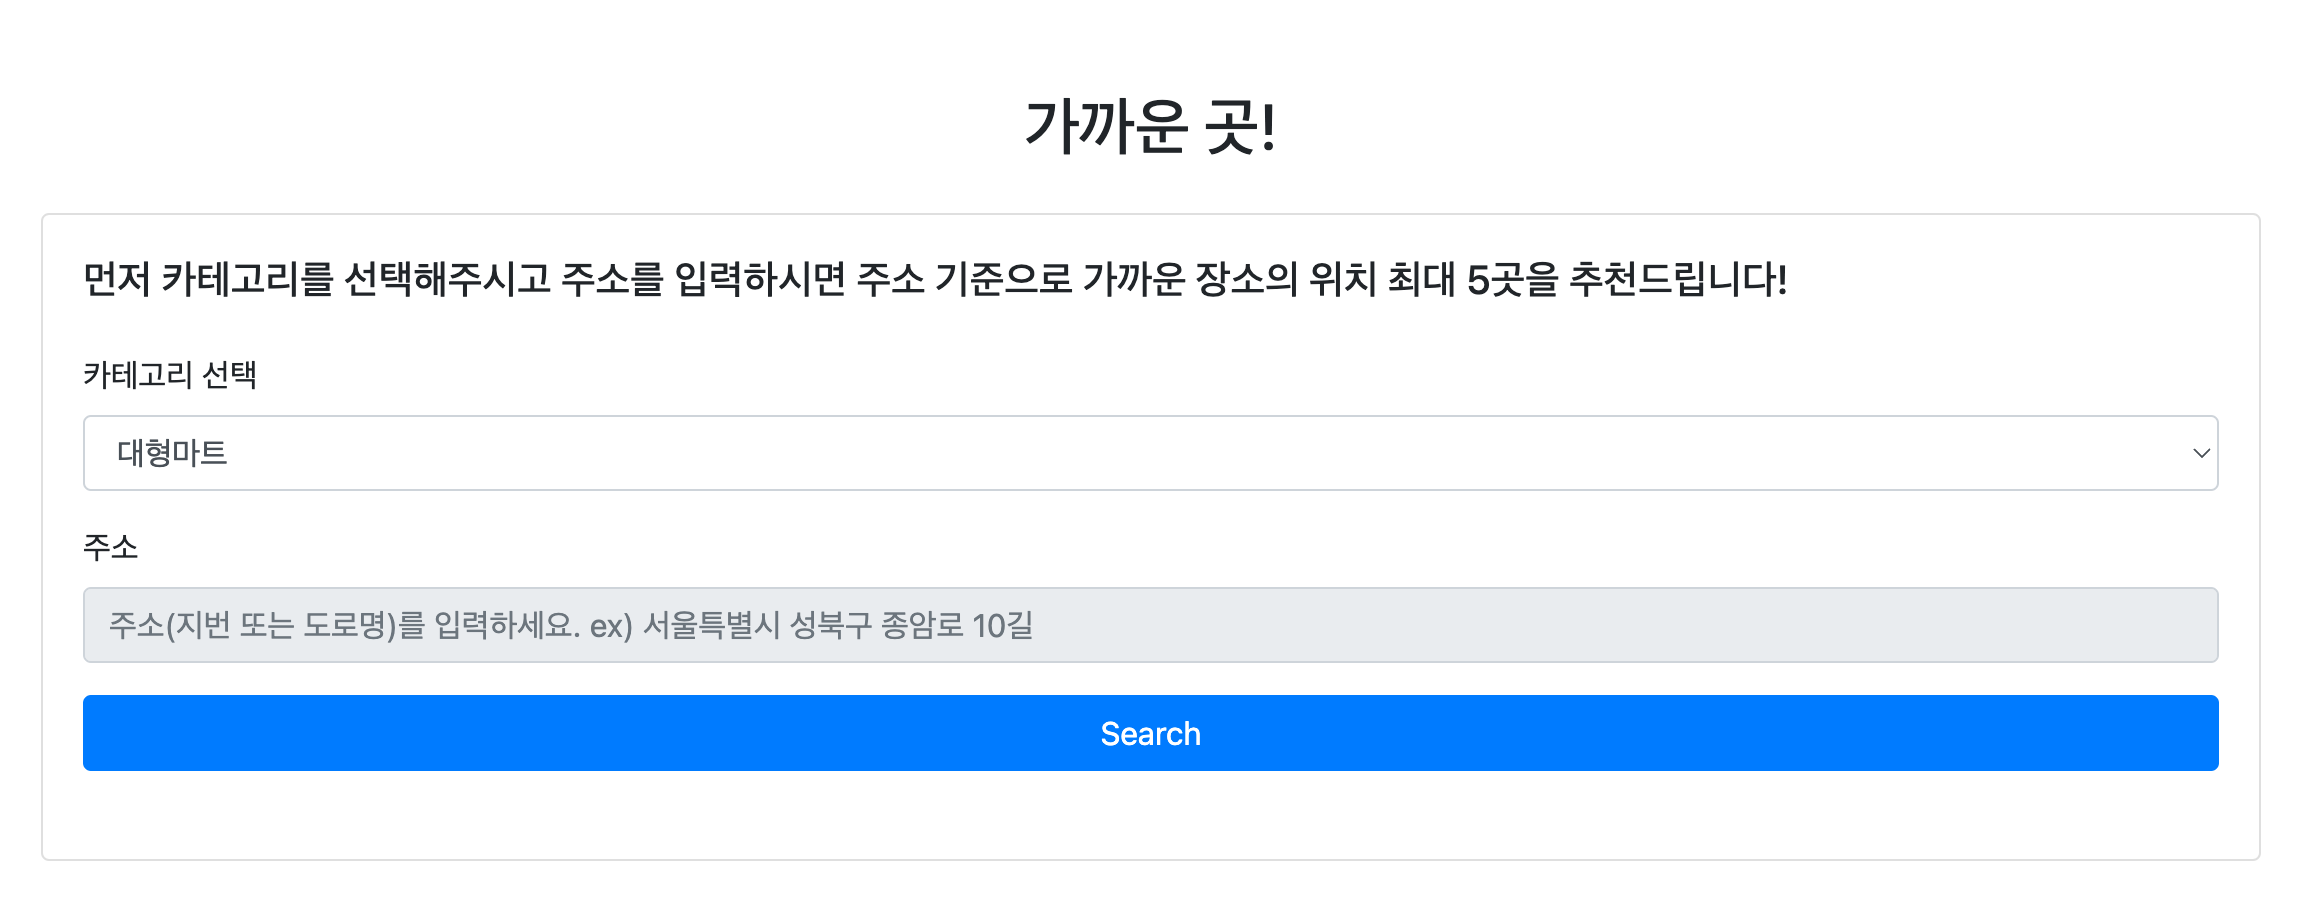 가까운 곳!
먼저 카테고리를 선택해주시고 주소를 입력하시면 주소 기준으로 가까운 장소의 위치 최대 5곳을 추천드립니다!
카테고리 선택
대형마트
주소
주소(지번 또는 도로명)를 입력하세요. ex) 서울특별시 성북구 종암로 10길
Search